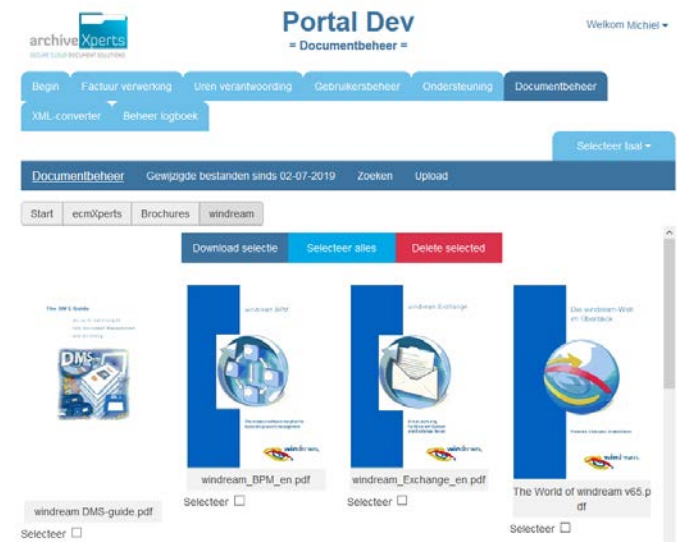 Portal Dev
Welkom Michiel
archiveXperts
SECURE CLOUD DOCUMENT SOLUTIONS
= Documentbeheer =
Begin Factuur verwerking Uren verantwoording Gebruikersbeheer Ondersteuning Documentbeheer
XML-converter Beheer logboek
Selecteer taal
Documentbeheer Gewijzigde bestanden sinds 02-07-2019 Zoeken Upload
Start ecmXperts Brochures windream
Download selectie Selecteer alles Delete selected
The DMS Guide
DMS
windream BPM
windream.
windream Exchange
windream.
Die windream-Welt
im Überblick
windream.
windream DMS-guide.pdf
Selecteer
windream_BPM_en.pdf
Selecteer
windream_Exchange_en.pdf
Selecteer
The World of windream v65.p
df
Selecteer